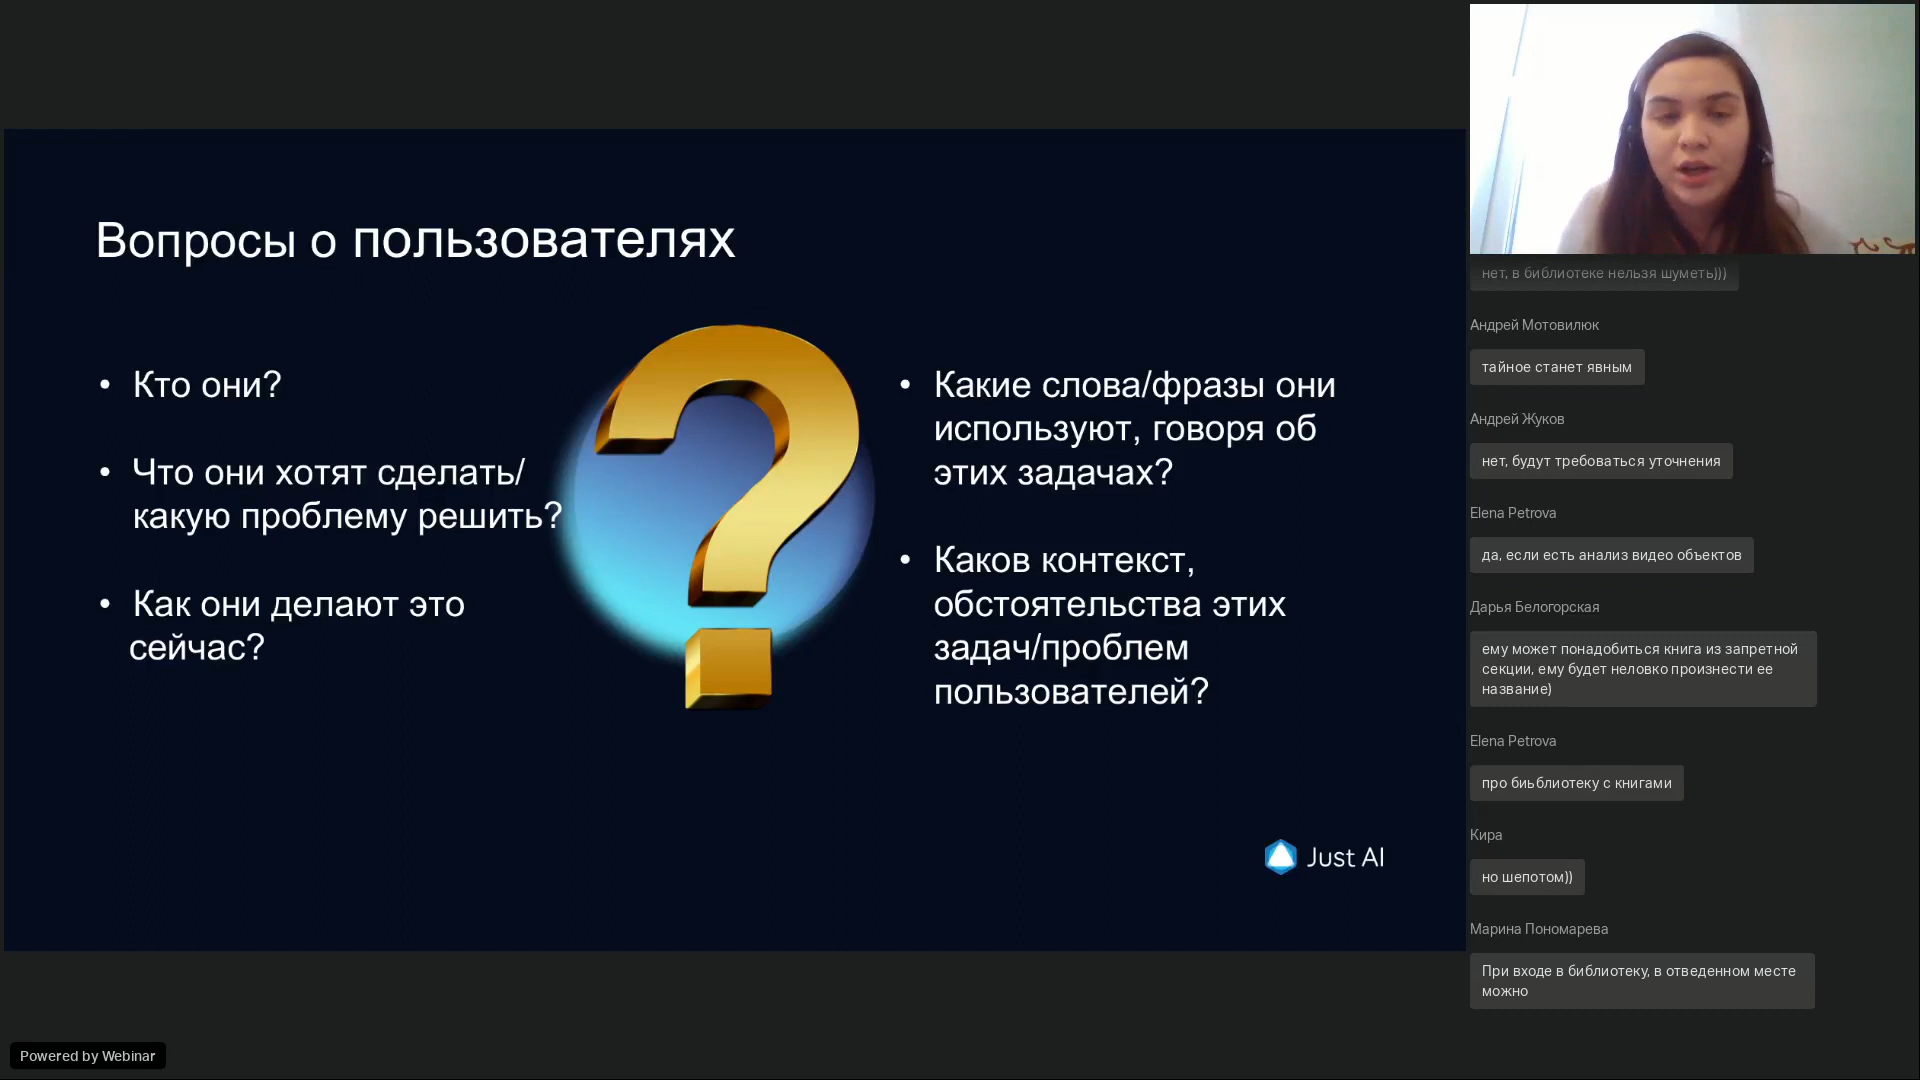 Вопросы о пользователях
• Кто они?
• Что они хотят сделать/
какую проблему решить?
• Как они делают это
сейчас?
• Какие слова/фразы они
используют, говоря об
этих задачах?
• Каков контекст,
обстоятельства этих
задач/проблем
пользователей?
Just AI
нет, в библиотеке нельзя шуметь)))
Андрей Мотовилюк
тайное станет явным
Андрей Жуков
нет, будут требоваться уточнения
Elena Petrova
да, если есть анализ видео объектов
Дарья Белогорская
ему может понадобиться книга из запретной
секции, ему будет неловко произнести ее
название)
Elena Petrova
про биьблиотеку с книгами
Кира
но шепотом))
Марина Пономарева
При входе в библиотеку, в отведенном месте
можно
Powered by Webinar